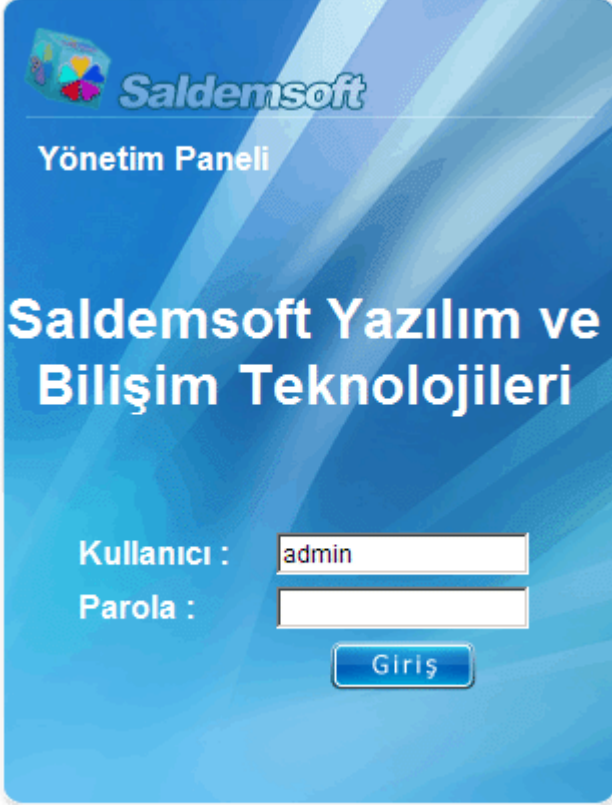 Saldemsoft
Yönetim Paneli
Saldemsoft Yazılım ve
Bilişim Teknolojileri
Kullanıcı : admin
Parola :
Giriş